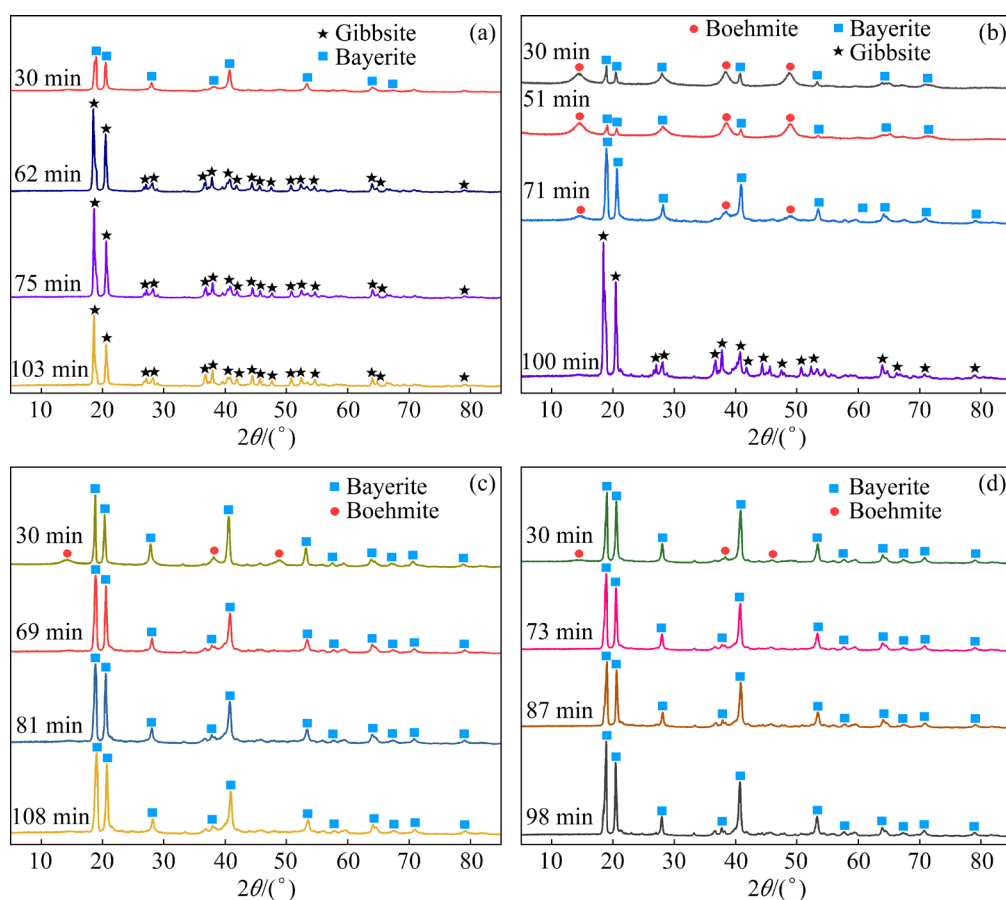 (a)
Gibbsite
Bayerite
30 min
62 min
75 min
103 min
10 20 30 40 50 60 70 80
2θ/(°)
(b)
Boehmite Bayerite
Gibbsite
30 min
51 min
71 min
100 min
10 20 30 40 50 60 70 80
2θ/(°)
(c)
Bayerite
Boehmite
30 min
69 min
81 min
108 min
10 20 30 40 50 60 70 80
2θ/(°)
(d)
Bayerite
Boehmite
30 min
73 min
87 min
98 min
10 20 30 40 50 60 70 80
2θ/(°)